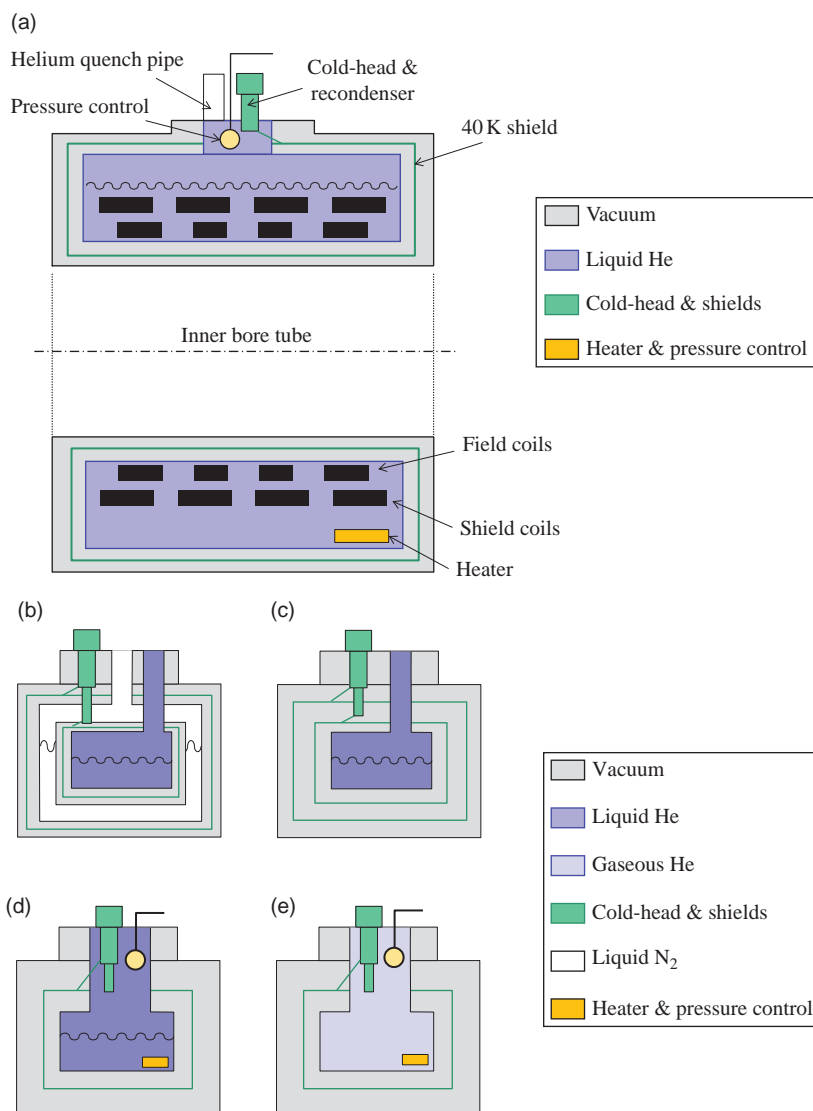 (a)
Helium quench pipe
Cold-head &
recondenser
Pressure control
40 K shield
Vacuum
Liquid He
Cold-head & shields
Heater & pressure control
Inner bore tube
Field coils
Shield coils
Heater
(b)
(c)
Vacuum
Liquid He
Gaseous He
Cold-head & shields
Liquid N2
Heater & pressure control
(d)
(e)